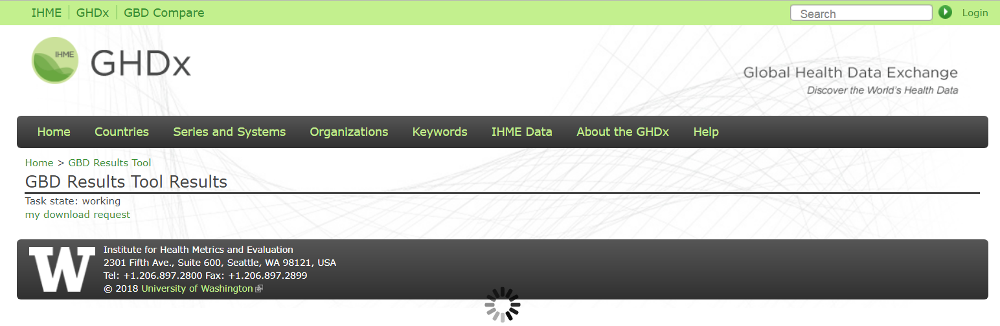 IHME GHDx GBD Compare Search Login
IHME GHDx
Global Health Data Exchange
Discover the World's Health Data
Home Countries Series and Systems Organizations Keywords IHME Data About the GHDx Help
Home > GBD Results Tool
GBD Results Tool Results
Task state: working
my download request
W
Institute for Health Metrics and Evaluation
2301 Fifth Ave., Suite 600, Seattle, WA 98121, USA
Tel: +1.206.897.2800 Fax: +1.206.897.2899
© 2018 University of Washington